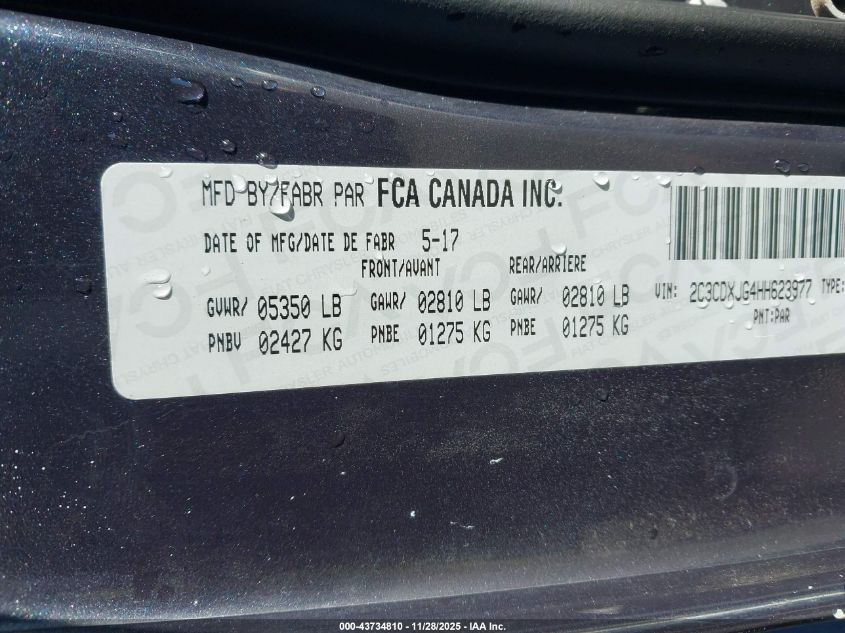 MFD BY/FABR PAR FCA CANADA INC.
DATE OF MFG/DATE DE FABR 5-17
FRONT/AVANT REAR/ARRIERE
GVWR/ 05350 LB GAWR/ 02810 LB GAWR/ 02810 LB VIN: 2C3CDXJG4HH623977 TYPE:
PNBV 02427 KG PNBE 01275 KG PNBE 01275 KG PNT:PAR
000-43734810 — 11/28/2025 — IAA Inc.